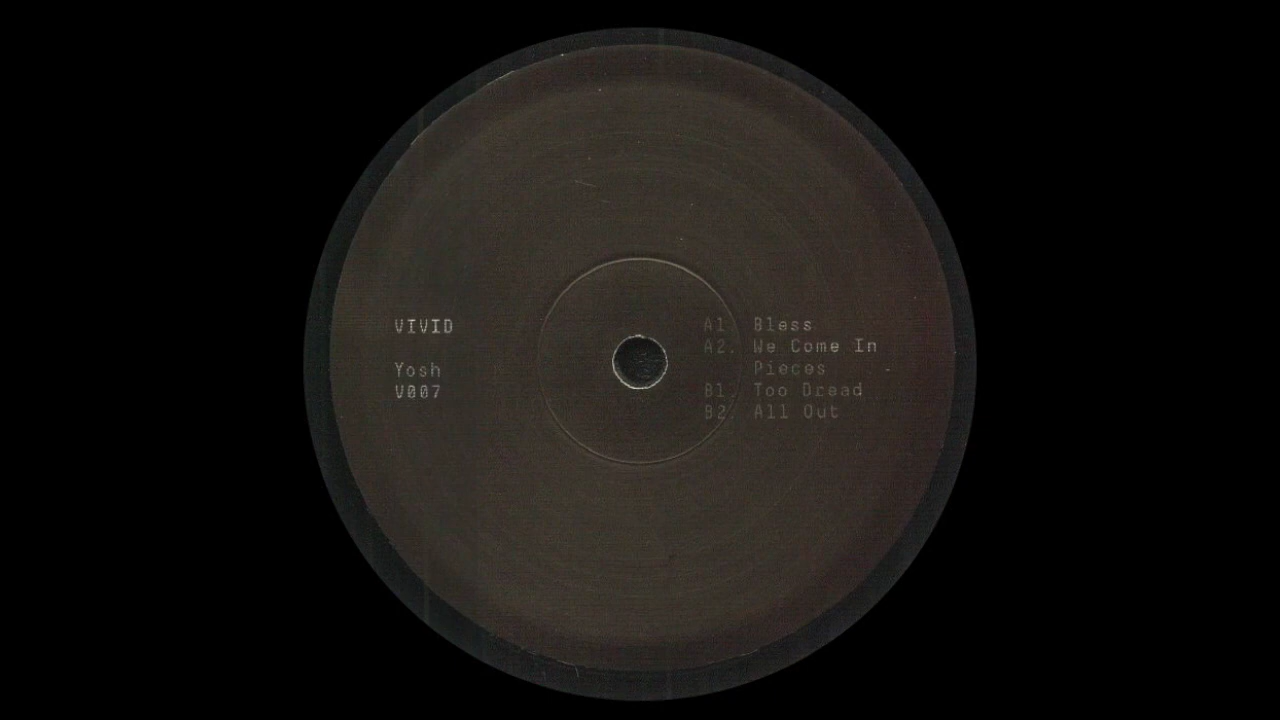 VIVID
Yosh
V007
A1. Bless
A2. We Come In
Pieces
B1. Too Dread
B2. All Out